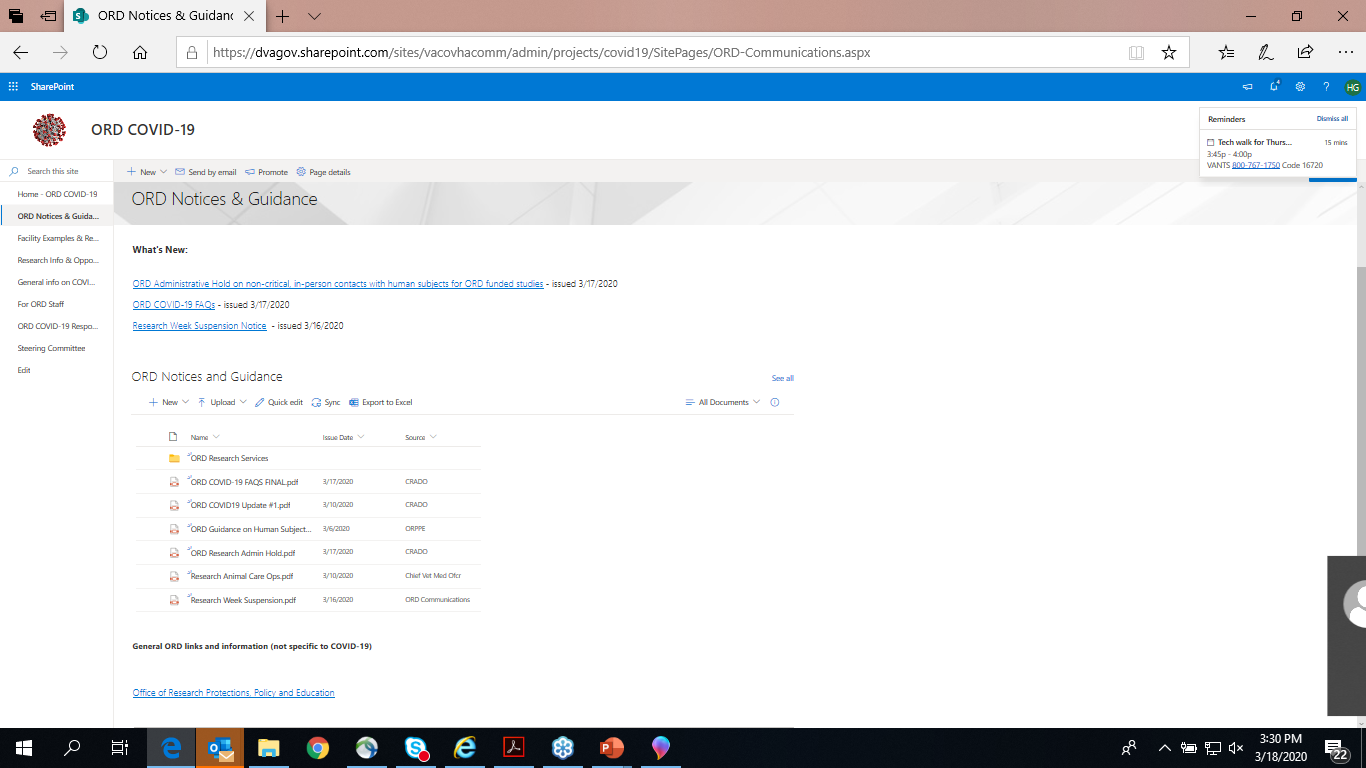 ORD Notices & Guidanc
https://dvagov.sharepoint.com/sites/vacovhacomm/admin/projects/covid19/SitePages/ORD-Communications.aspx
SharePoint
4
HG
ORD COVID-19
Reminders Dismiss all
Tech walk for Thurs... 15 mins
3:45p - 4:00p
VANTS 800-767-1750 Code 16720
Search this site
New Send by email Promote Page details
Home - ORD COVID-19
ORD Notices & Guida...
Facility Examples & Re...
Research Info & Oppo...
General info on COVI...
For ORD Staff
ORD COVID-19 Respo...
Steering Committee
Edit
ORD Notices & Guidance
What's New:
ORD Administrative Hold on non-critical, in-person contacts with human subjects for ORD funded studies - issued 3/17/2020
ORD COVID-19 FAQs - issued 3/17/2020
Research Week Suspension Notice - issued 3/16/2020
ORD Notices and Guidance See all
New Upload Quick edit Sync Export to Excel All Documents
Name Issue Date Source
ORD Research Services
ORD COVID-19 FAQS FINAL.pdf 3/17/2020 CRADO
ORD COVID19 Update #1.pdf 3/10/2020 CRADO
ORD Guidance on Human Subject... 3/6/2020 ORPPE
ORD Research Admin Hold.pdf 3/17/2020 CRADO
Research Animal Care Ops.pdf 3/10/2020 Chief Vet Med Ofcr
Research Week Suspension.pdf 3/16/2020 ORD Communications
General ORD links and information (not specific to COVID-19)
Office of Research Protections, Policy and Education
3:30 PM
3/18/2020
22